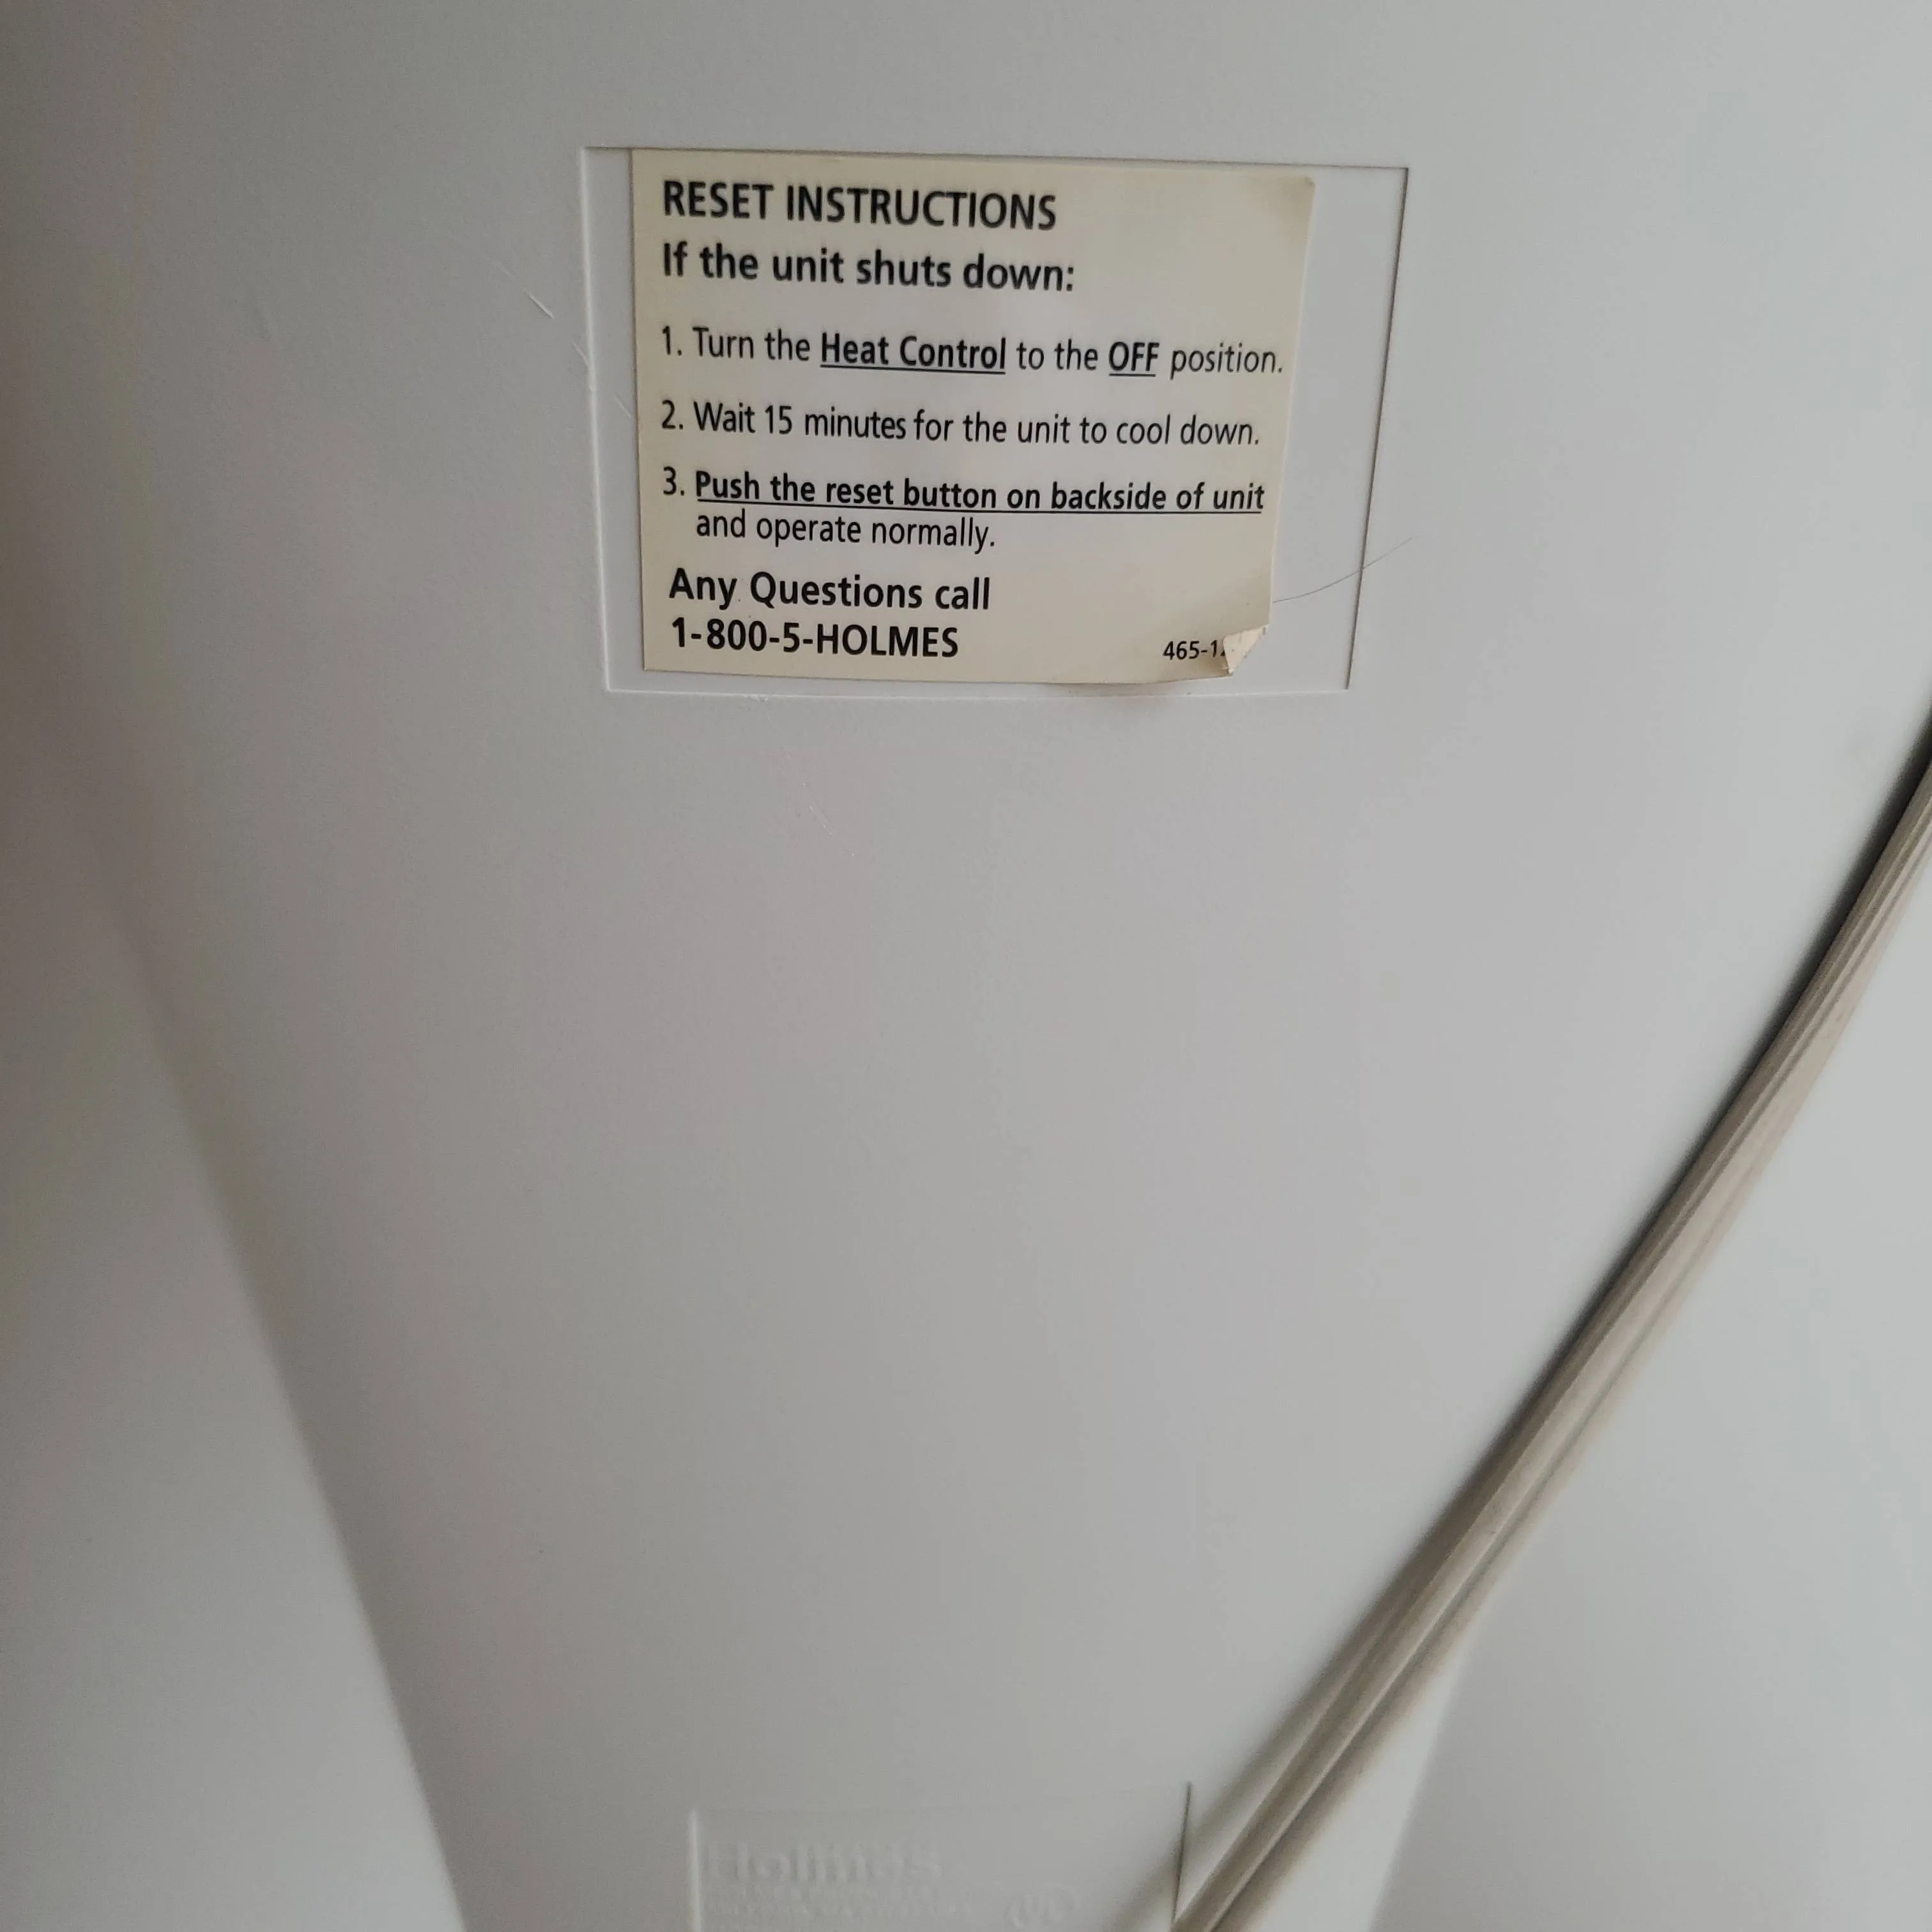 RESET INSTRUCTIONS
If the unit shuts down:
1. Turn the Heat Control to the OFF position.
2. Wait 15 minutes for the unit to cool down.
3. Push the reset button on backside of unit
and operate normally.
Any Questions call
1-800-5-HOLMES
Holmes